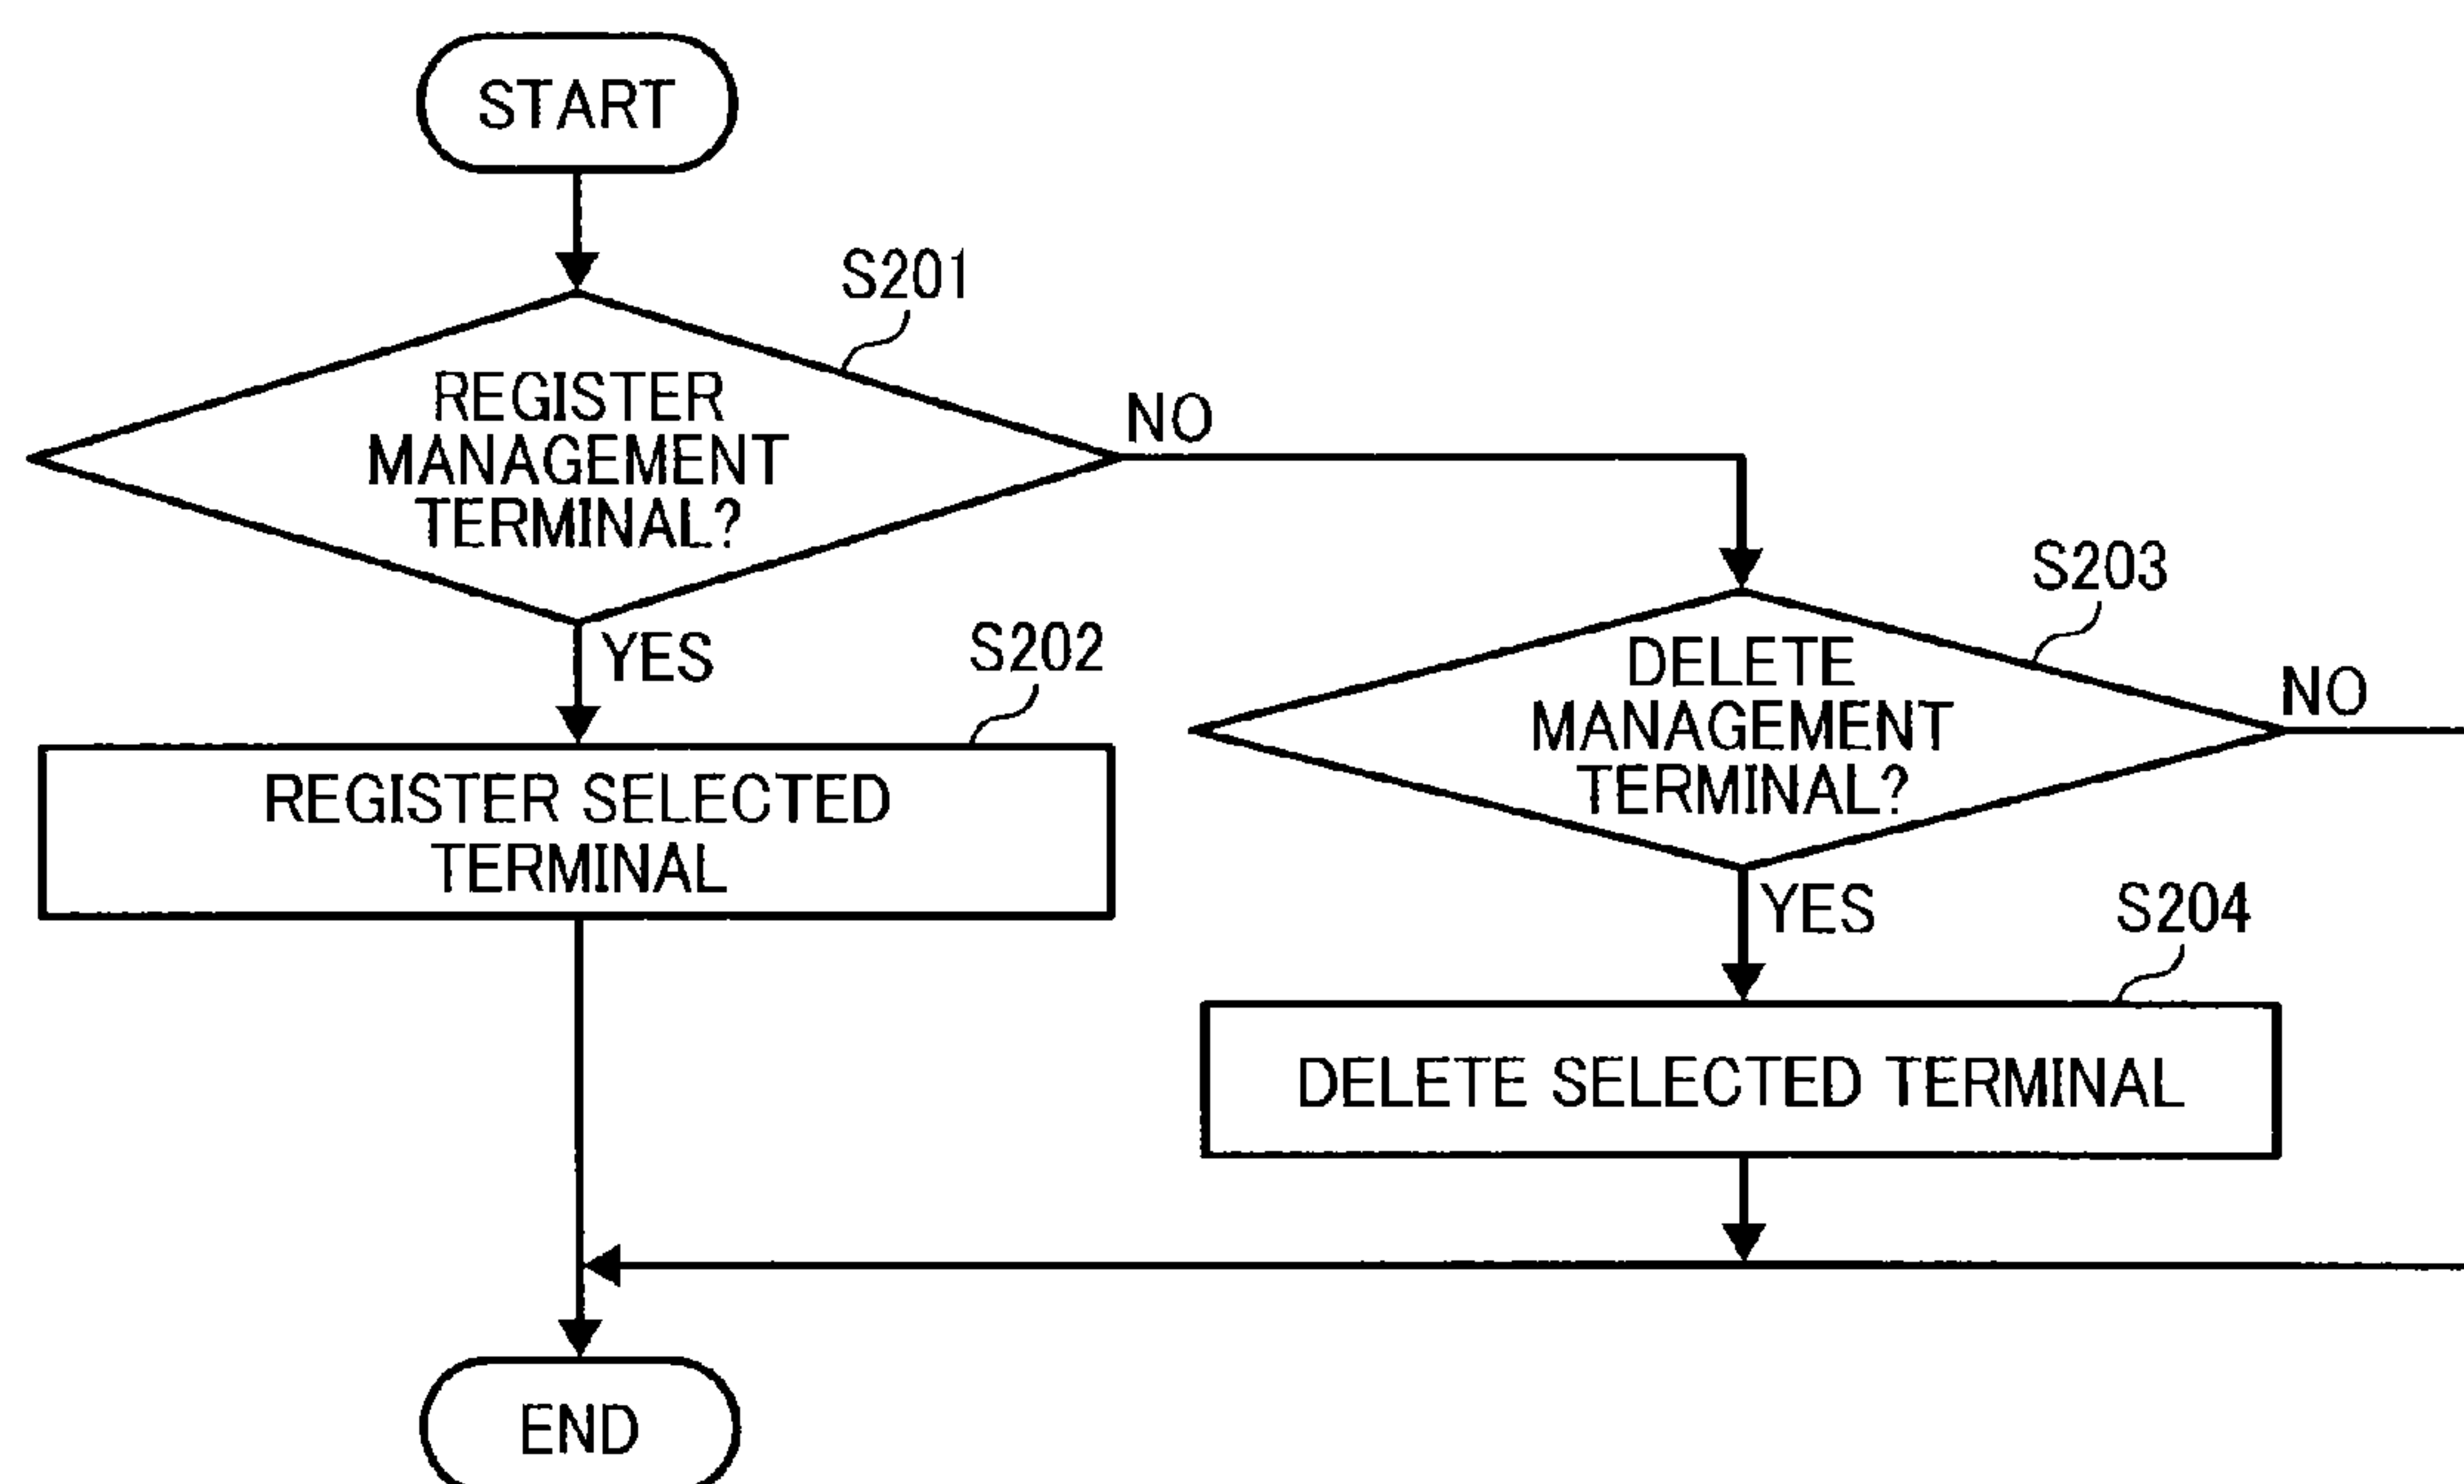 START
S201
REGISTER
MANAGEMENT
TERMINAL?
NO
YES
S202
REGISTER SELECTED
TERMINAL
S203
DELETE
MANAGEMENT
TERMINAL?
NO
YES
S204
DELETE SELECTED TERMINAL
END